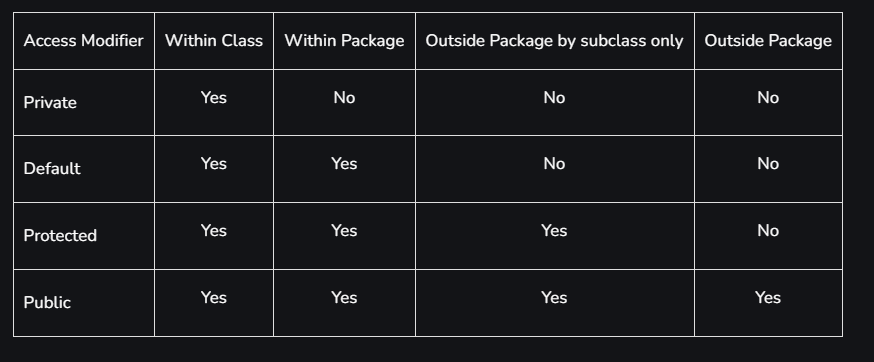 Access Modifier Within Class Within Package Outside Package by subclass only Outside Package
Private Yes No No No
Default Yes Yes No No
Protected Yes Yes Yes No
Public Yes Yes Yes Yes